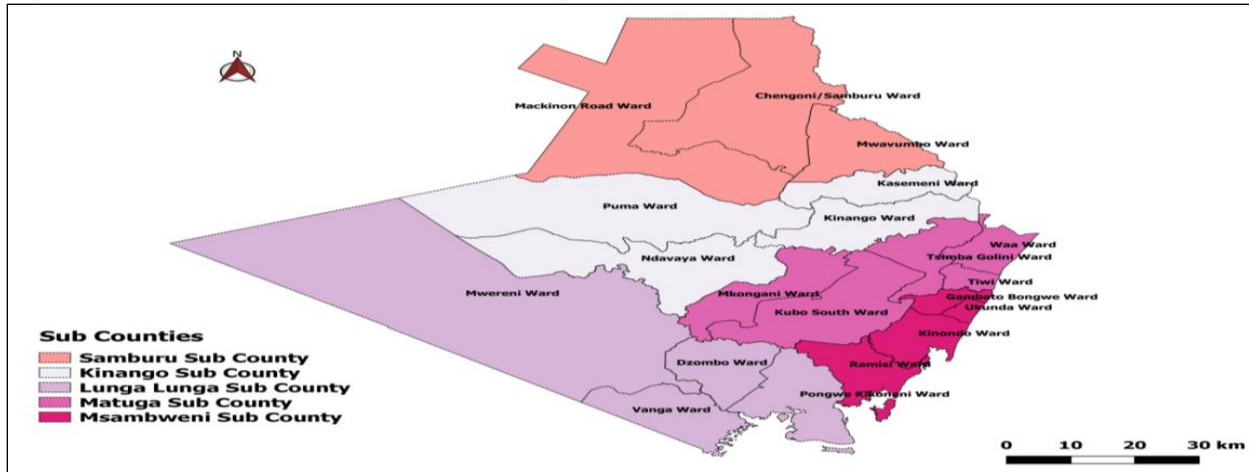 N
Mackinon Road Ward
Chengoni/Samburu Ward
Mwavumbo Ward
Kasemeni Ward
Puma Ward
Kinango Ward
Waa Ward
Tsimba Golini Ward
Ndavaya Ward
Tiwi Ward
Mwereni Ward
Mkongani Ward
Gambato Bongwe Ward
Ukunda Ward
Kubo South Ward
Kinondo Ward
Dzombo Ward
Ramisi Ward
Pongwe Kikoneni Ward
Vanga Ward
Sub Counties
Samburu Sub County
Kinango Sub County
Lunga Lunga Sub County
Matuga Sub County
Msambweni Sub County
0 10 20 30 km